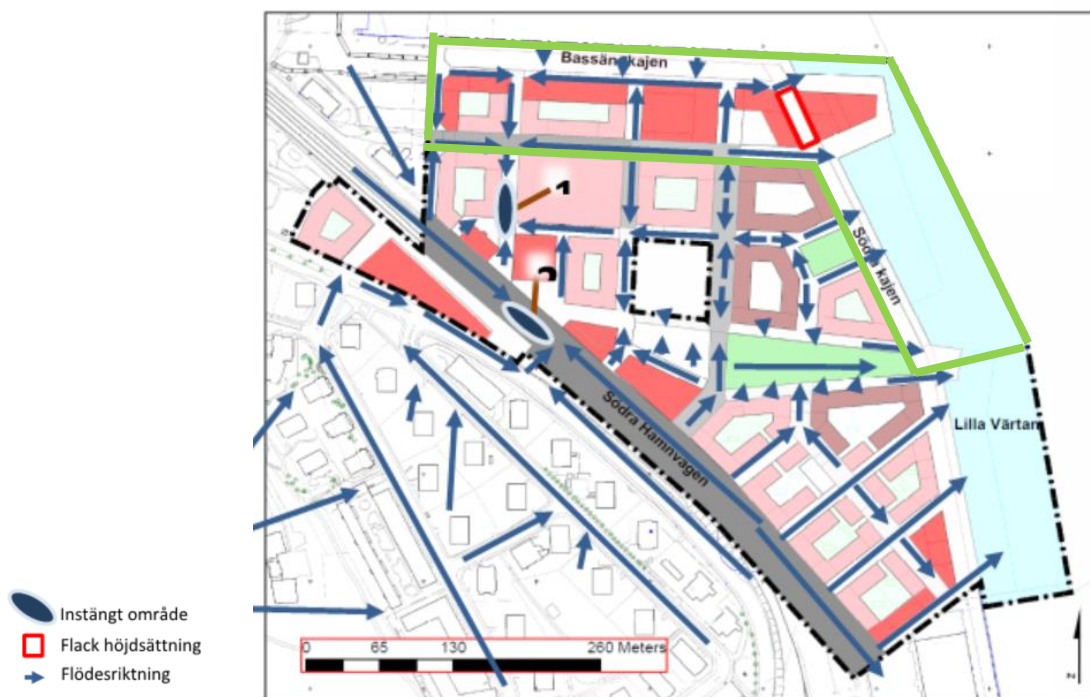 Bassängkajen
1
2
Södra kajen
Södra Hamnvägen
Lilla Värtan
0 65 130 260 Meters
N
Instängt område
Flack höjdsättning
Flödesriktning